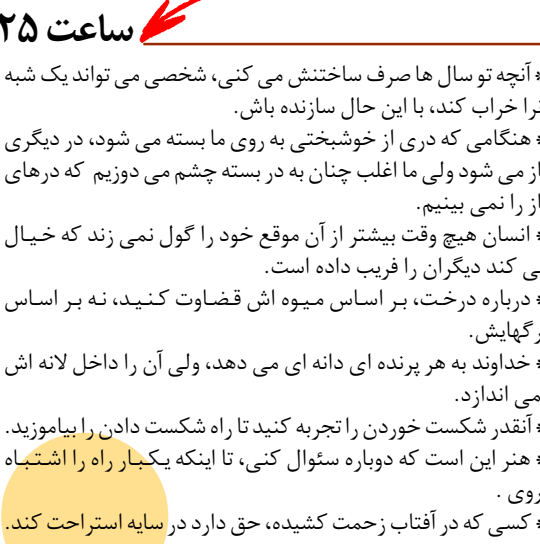 ساعت ۲۵
* آنچه تو سال ها صرف ساختنش می کنی، شخصی می تواند یک شبه
را خراب کند، با این حال سازنده باش.
* هنگامی که دری از خوشبختی به روی ما بسته می شود، در دیگری
از می شود ولی ما اغلب چنان به در بسته چشم می دوزیم که درهای
از را نمی بینیم.
* انسان هیچ وقت بیشتر از آن موقع خود را گول نمی زند که خیال
ی کند دیگران را فریب داده است.
* درباره درخت، بر اساس میوه اش قضاوت کنید، نه بر اساس
رگهایش.
* خداوند به هر پرنده ای دانه ای می دهد، ولی آن را داخل لانه اش
می اندازد.
* آنقدر شکست خوردن را تجربه کنید تا راه شکست دادن را بیاموزید.
* هنر این است که دوباره سئوال کنی، تا اینکه یکبار راه را اشتباه
روی .
* کسی که در آفتاب زحمت کشیده، حق دارد در سایه استراحت کند.